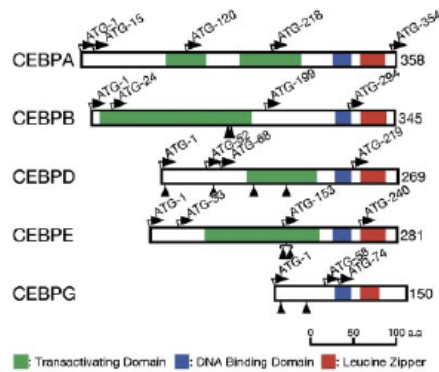 ATG-1 ATG-15 ATG-120 ATG-218 ATG-354
CEBPA 358
ATG-1 ATG-24 ATG-199 ATG-294
CEBPB 345
ATG-1 ATG-52 ATG-68 ATG-219
CEBPD 269
ATG-1 ATG-33 ATG-153 ATG-240
CEBPE 281
ATG-1 ATG-58 ATG-74
CEBPG 150
0 50 100 a.a
: Transactivating Domain : DNA Binding Domain : Leucine Zipper